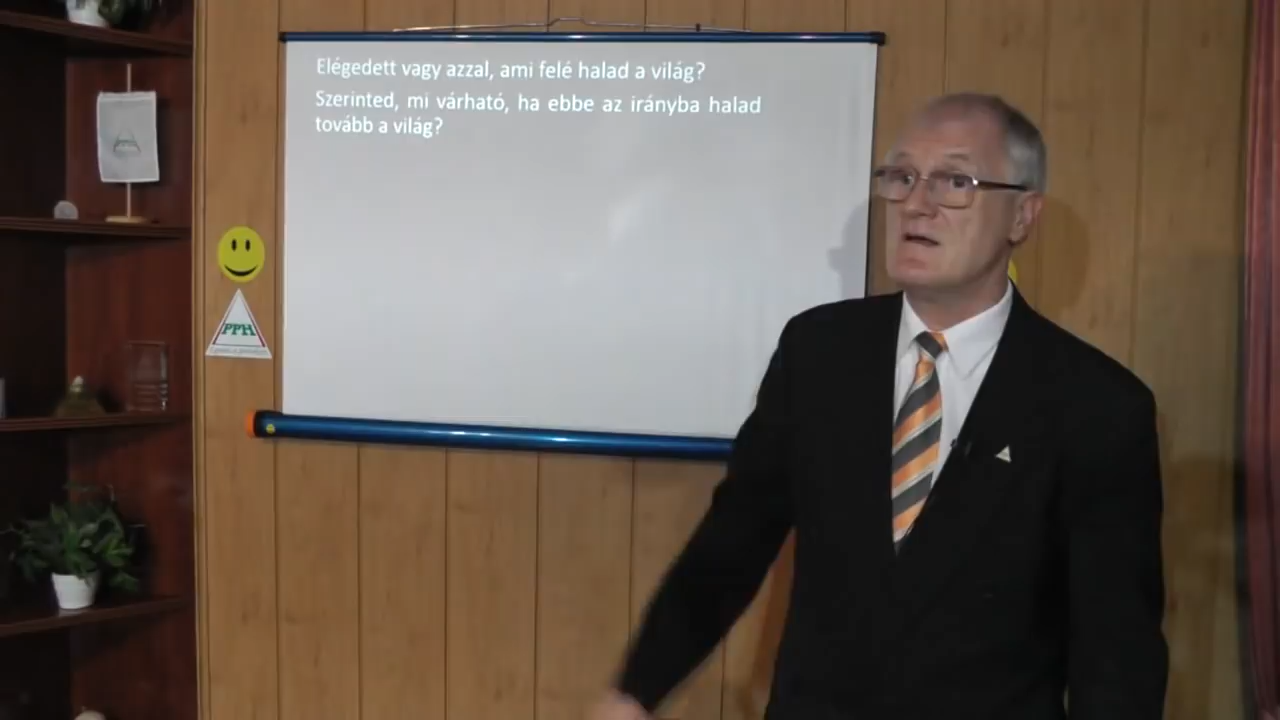 Elégedett vagy azzal, ami felé halad a világ?
Szerinted, mi várható, ha ebbe az irányba halad
tovább a világ?
PPH